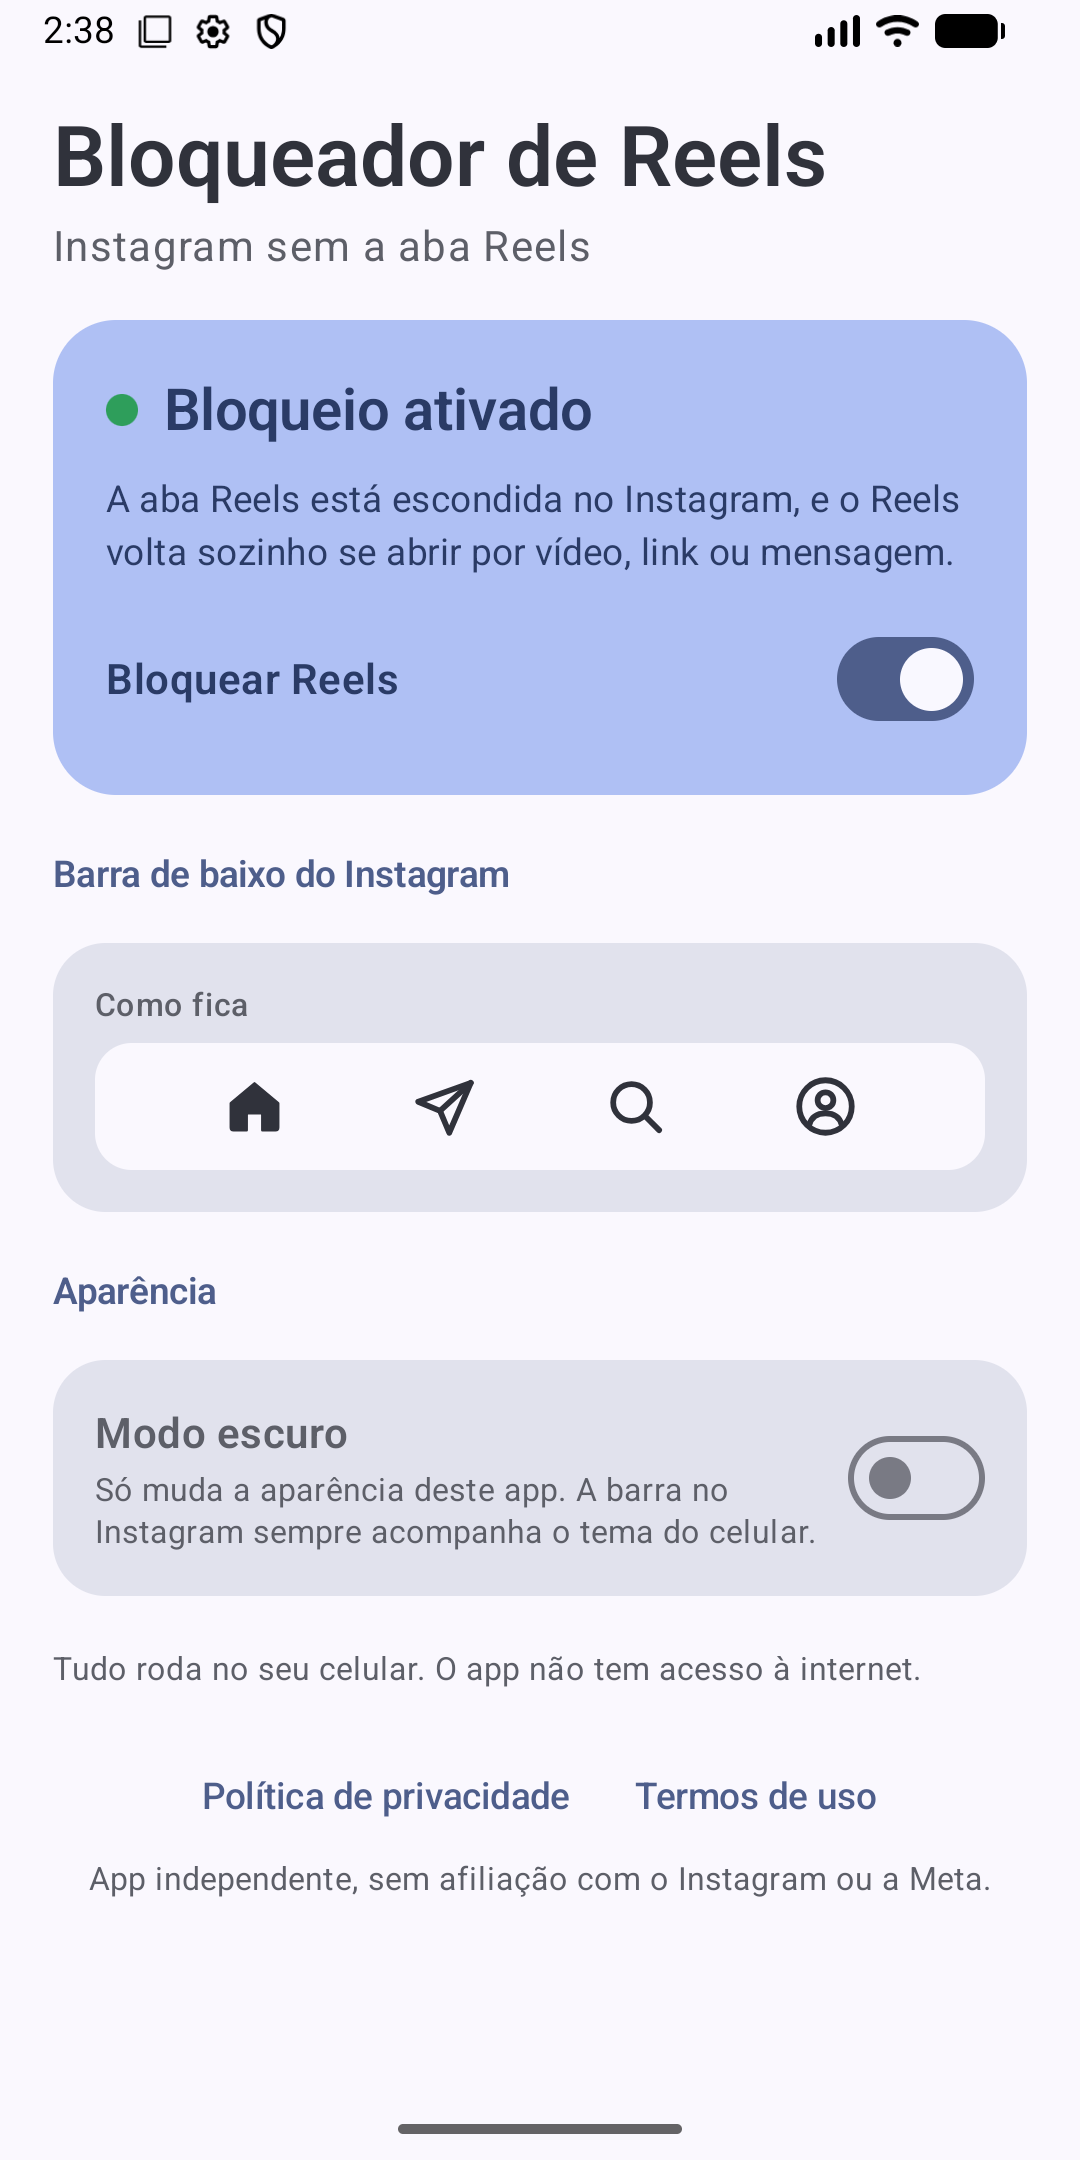 2:38
Bloqueador de Reels
Instagram sem a aba Reels
Bloqueio ativado
A aba Reels está escondida no Instagram, e o Reels
volta sozinho se abrir por vídeo, link ou mensagem.
Bloquear Reels
Barra de baixo do Instagram
Como fica
Aparência
Modo escuro
Só muda a aparência deste app. A barra no
Instagram sempre acompanha o tema do celular.
Tudo roda no seu celular. O app não tem acesso à internet.
Política de privacidade Termos de uso
App independente, sem afiliação com o Instagram ou a Meta.